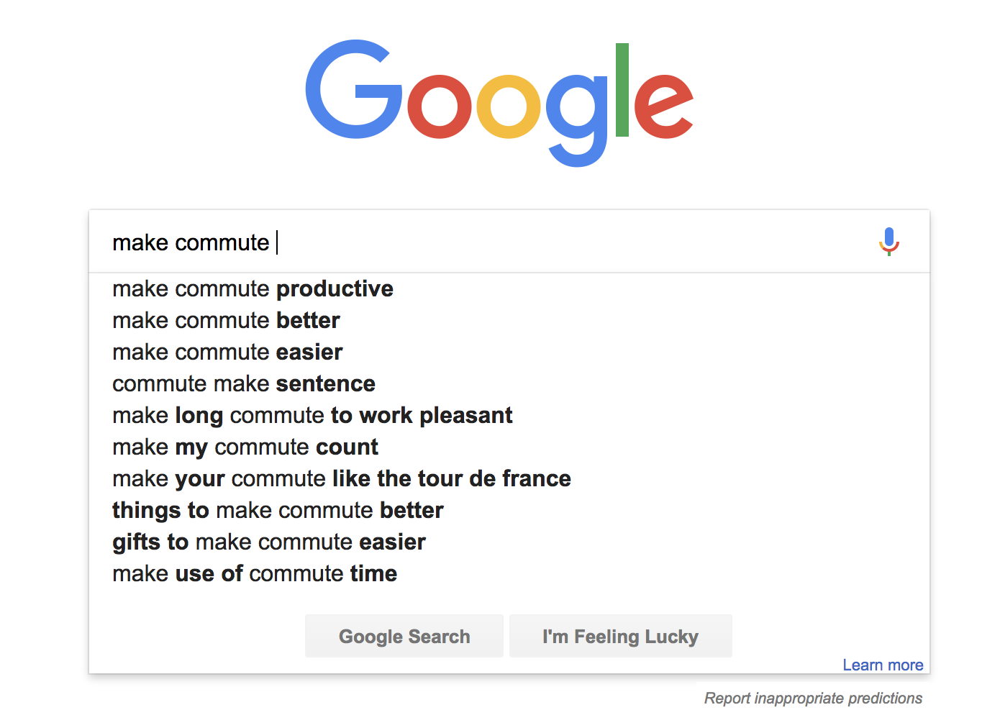 Google
make commute
make commute productive
make commute better
make commute easier
commute make sentence
make long commute to work pleasant
make my commute count
make your commute like the tour de france
things to make commute better
gifts to make commute easier
make use of commute time
Google Search I'm Feeling Lucky
Learn more
Report inappropriate predictions